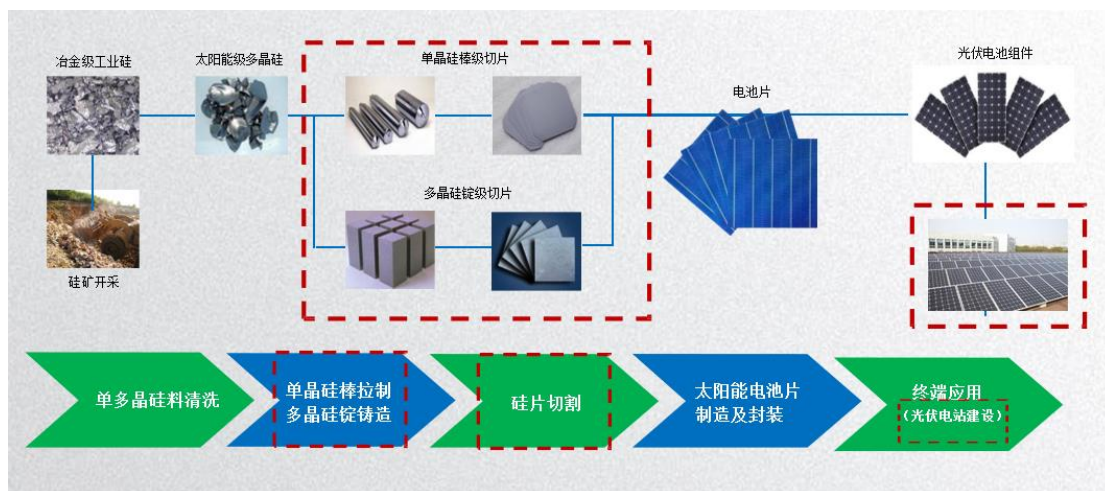 冶金级工业硅
太阳能级多晶硅
单晶硅棒级切片
光伏电池组件
电池片
多晶硅锭级切片
硅矿开采
单多晶硅料清洗
单晶硅棒拉制
多晶硅锭铸造
硅片切割
太阳能电池片
制造及封装
终端应用
（光伏电站建设）